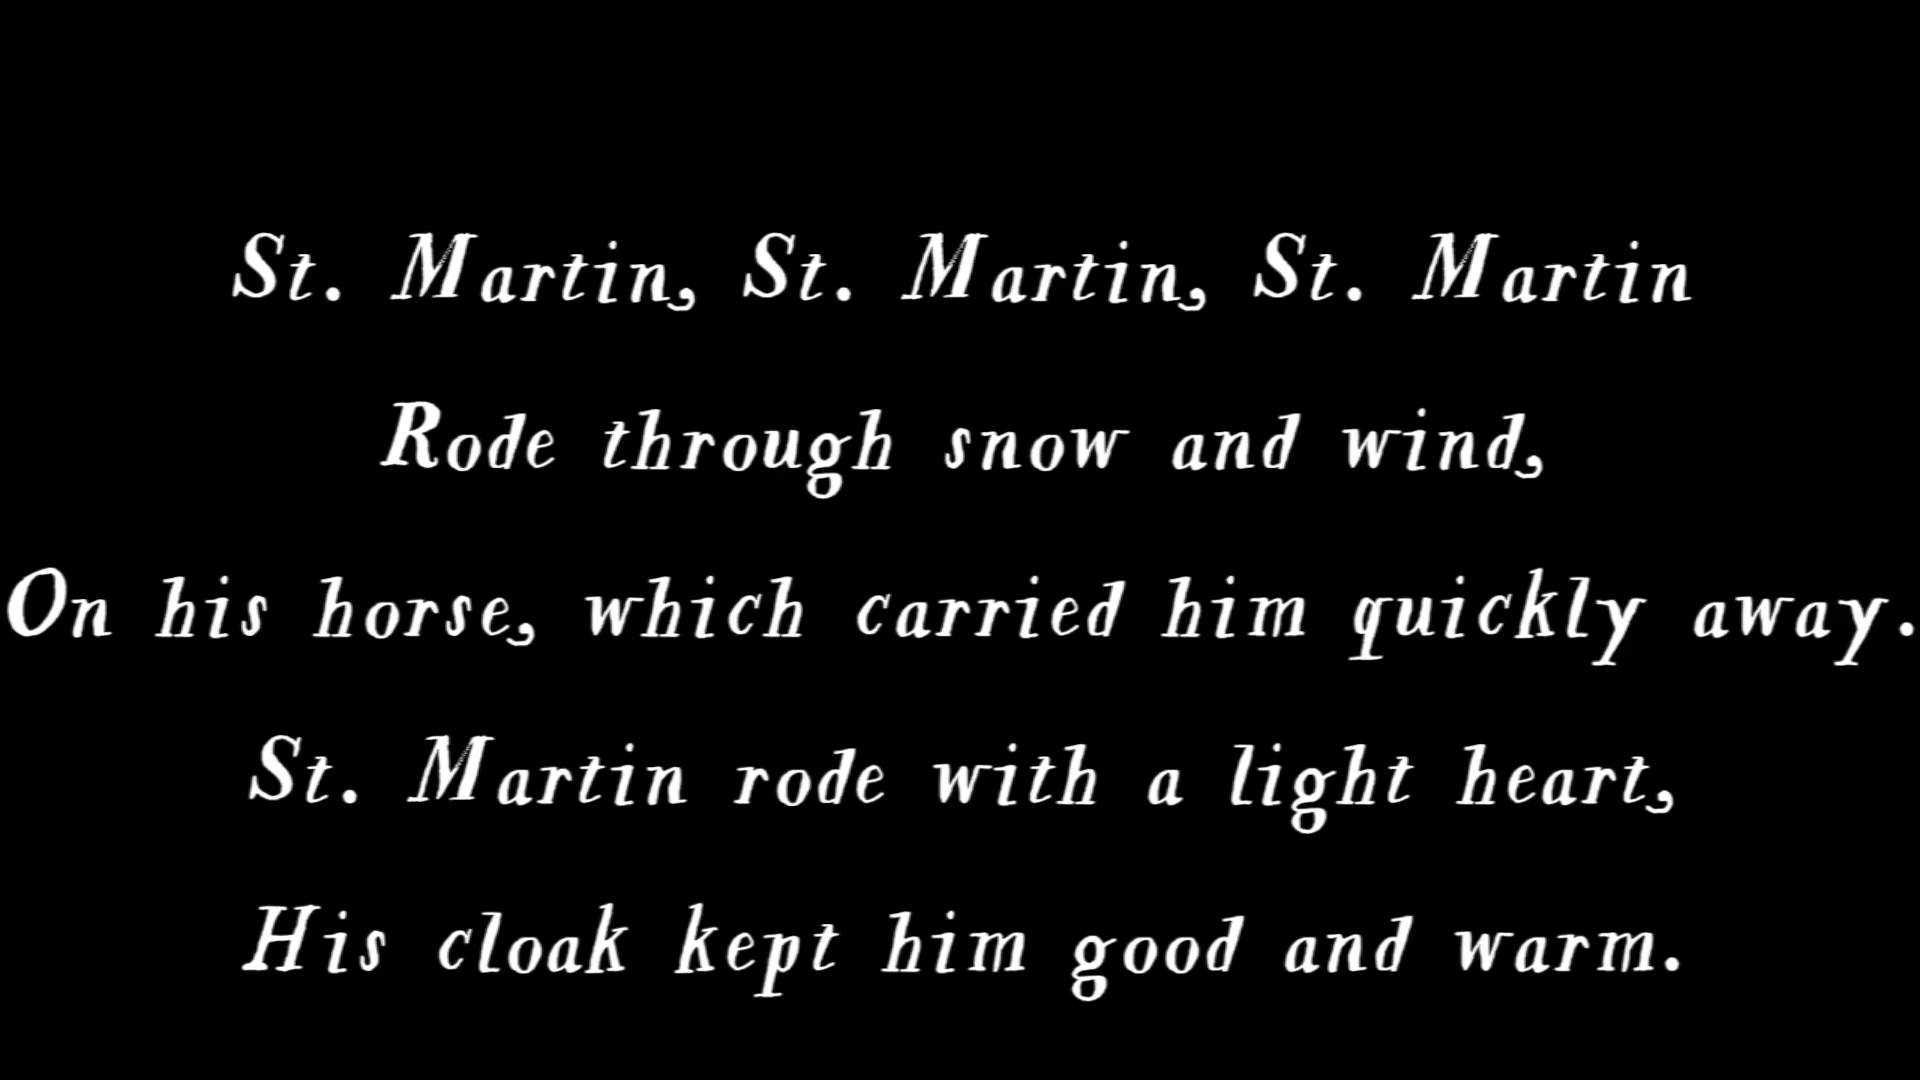 St. Martin, St. Martin, St. Martin
Rode through snow and wind,
On his horse, which carried him quickly away.
St. Martin rode with a light heart,
His cloak kept him good and warm.